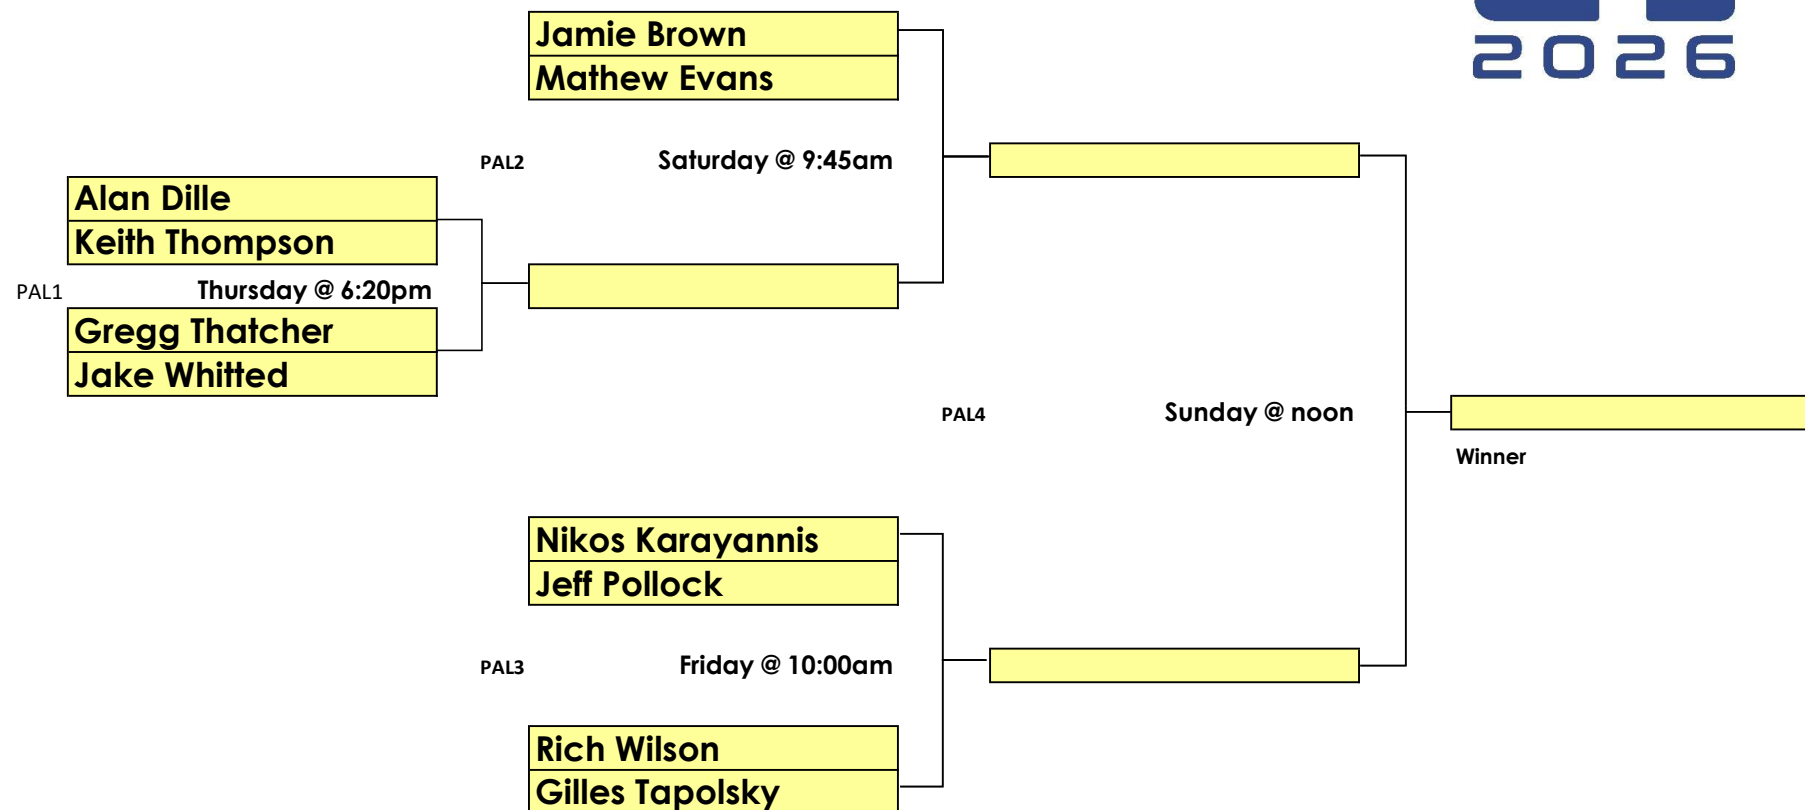 2026
Jamie Brown
Mathew Evans
PAL2 Saturday @ 9:45am
Alan Dille
Keith Thompson
PAL1 Thursday @ 6:20pm
Gregg Thatcher
Jake Whitted
PAL4 Sunday @ noon
Winner
Nikos Karayannis
Jeff Pollock
PAL3 Friday @ 10:00am
Rich Wilson
Gilles Tapolsky